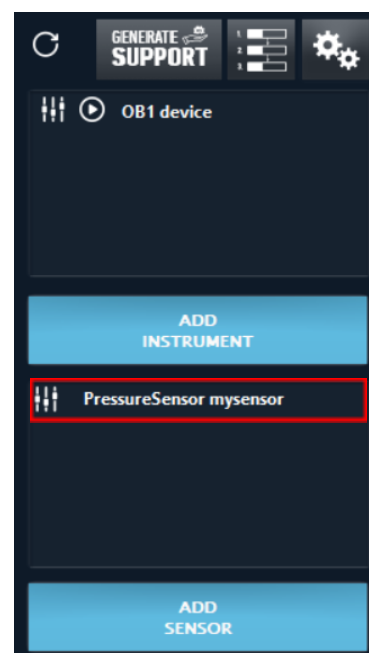 GENERATE
SUPPORT
1.
2
3.
OB1 device
ADD
INSTRUMENT
PressureSensor mysensor
ADD
SENSOR